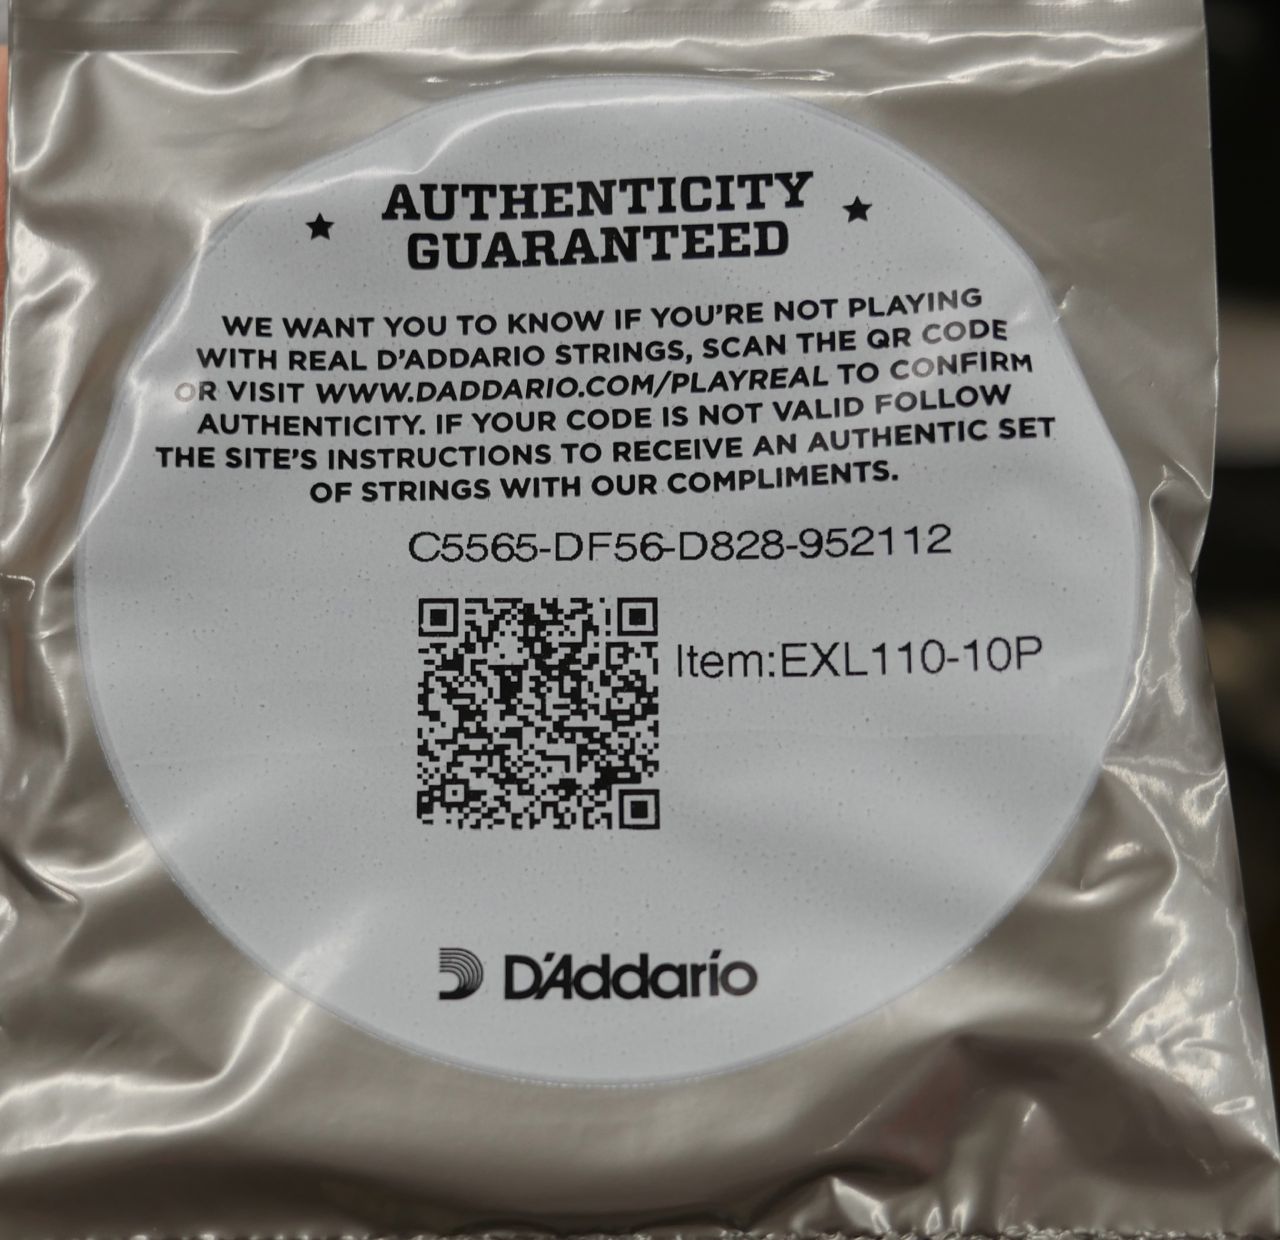 AUTHENTICITY
GUARANTEED
WE WANT YOU TO KNOW IF YOU'RE NOT PLAYING
WITH REAL D'ADDARIO STRINGS, SCAN THE QR CODE
OR VISIT WWW.DADDARIO.COM/PLAYREAL TO CONFIRM
AUTHENTICITY. IF YOUR CODE IS NOT VALID FOLLOW
THE SITE'S INSTRUCTIONS TO RECEIVE AN AUTHENTIC SET
OF STRINGS WITH OUR COMPLIMENTS.
C5565-DF56-D828-952112
Item:EXL110-10P
D'Addario